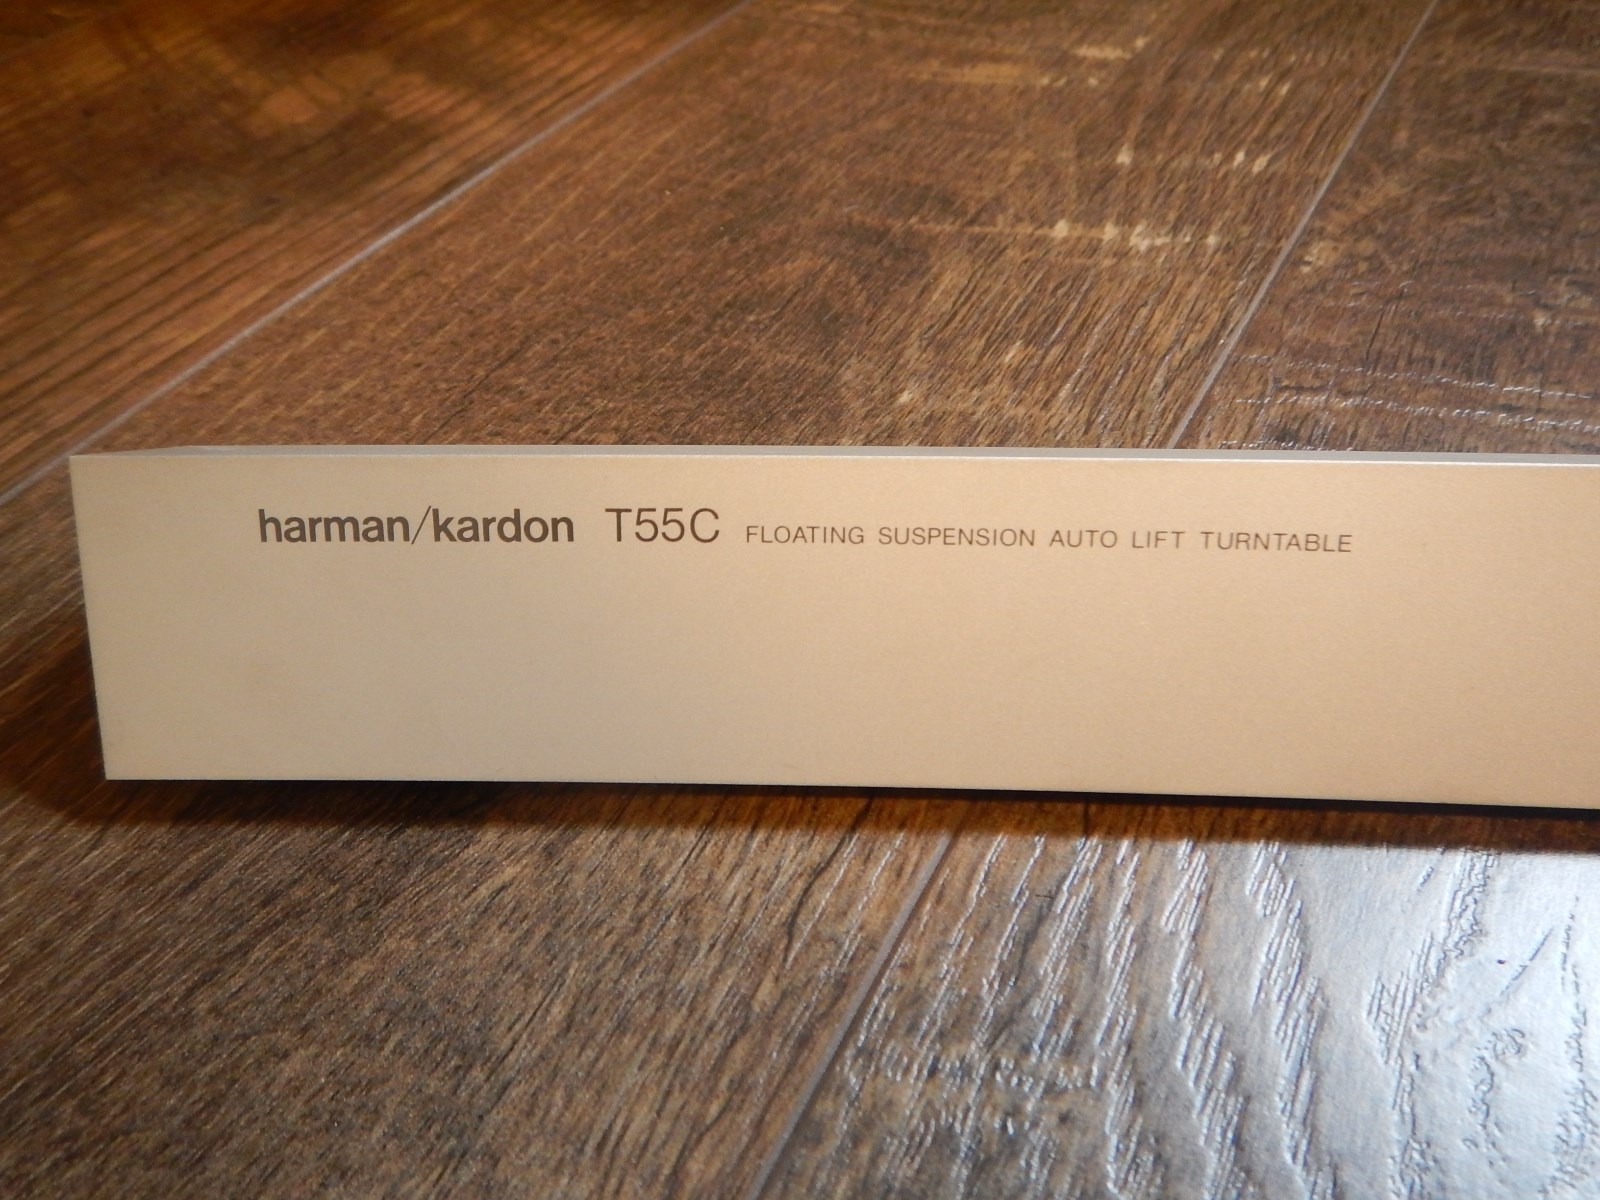 harman/kardon T55C FLOATING SUSPENSION AUTO LIFT TURNTABLE